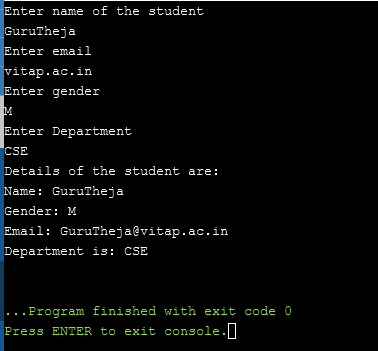 Enter name of the student
GuruTheja
Enter email
vitap.ac.in
Enter gender
M
Enter Department
CSE
Details of the student are:
Name: GuruTheja
Gender: M
Email: GuruTheja@vitap.ac.in
Department is: CSE
...Program finished with exit code 0
Press ENTER to exit console.